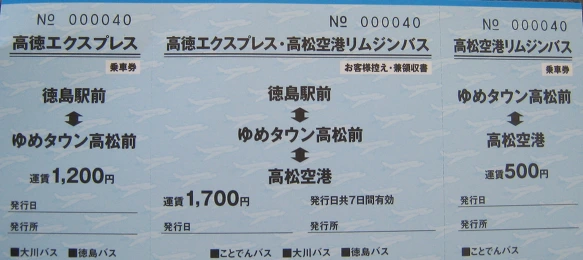 № 000040
高徳エクスプレス
乗車券
徳島駅前
ゆめタウン高松前
運賃1,200円
発行日
発行所
■大川バス ■徳島バス
№ 000040
高徳エクスプレス・高松空港リムジンバス
お客様控え・兼領収書
徳島駅前
ゆめタウン高松前
高松空港
運賃1,700円 発行日共7日間有効
発行日 発行所
■ことでんバス ■大川バス ■徳島バス
№ 000040
高松空港リムジンバス
乗車券
ゆめタウン高松前
高松空港
運賃500円
発行日
発行所
■ことでんバス